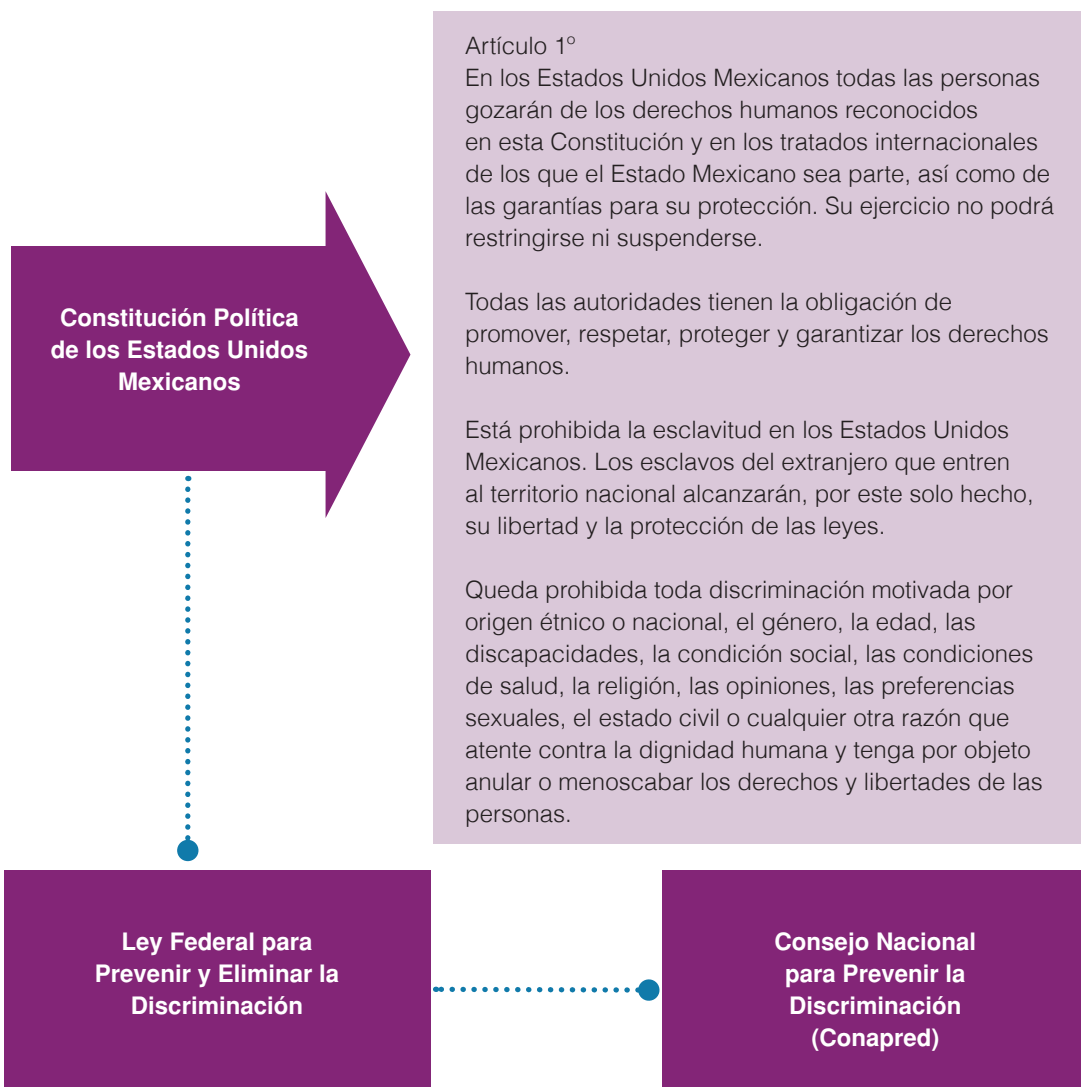 Artículo 1º
En los Estados Unidos Mexicanos todas las personas
gozarán de los derechos humanos reconocidos
en esta Constitución y en los tratados internacionales
de los que el Estado Mexicano sea parte, así como de
las garantías para su protección. Su ejercicio no podrá
restringirse ni suspenderse.
Todas las autoridades tienen la obligación de
promover, respetar, proteger y garantizar los derechos
humanos.
Está prohibida la esclavitud en los Estados Unidos
Mexicanos. Los esclavos del extranjero que entren
al territorio nacional alcanzarán, por este solo hecho,
su libertad y la protección de las leyes.
Queda prohibida toda discriminación motivada por
origen étnico o nacional, el género, la edad, las
discapacidades, la condición social, las condiciones
de salud, la religión, las opiniones, las preferencias
sexuales, el estado civil o cualquier otra razón que
atente contra la dignidad humana y tenga por objeto
anular o menoscabar los derechos y libertades de las
personas.
Constitución Política
de los Estados Unidos
Mexicanos
Ley Federal para
Prevenir y Eliminar la
Discriminación
Consejo Nacional
para Prevenir la
Discriminación
(Conapred)